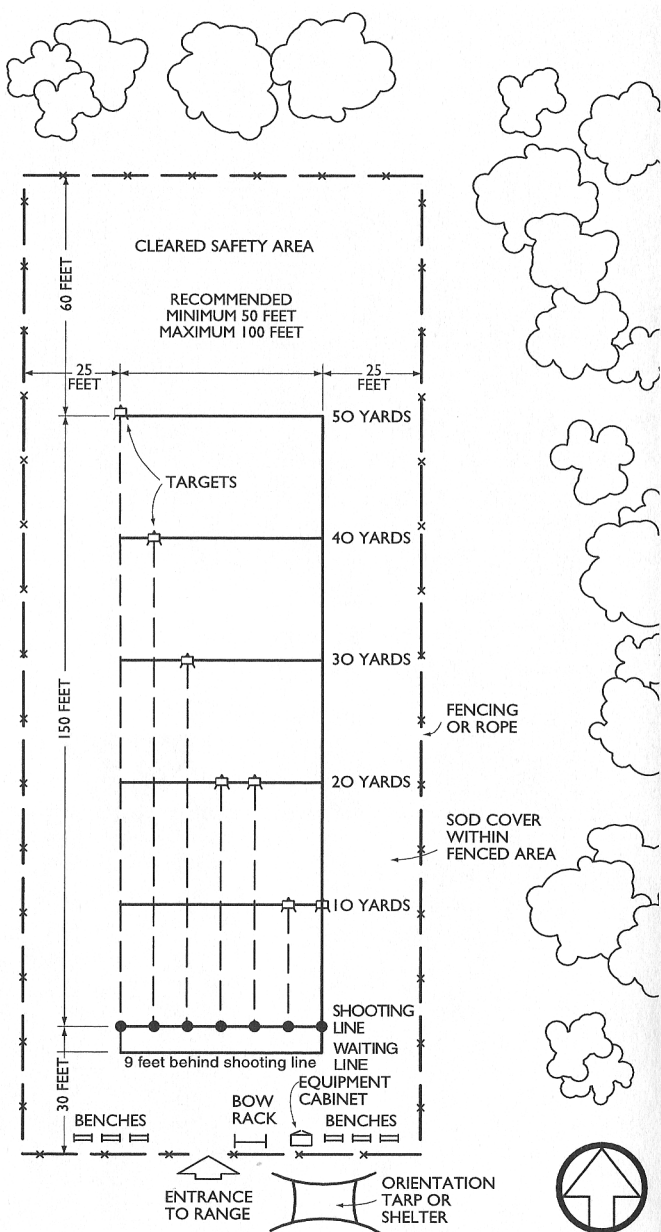 CLEARED SAFETY AREA
RECOMMENDED
MINIMUM 50 FEET
MAXIMUM 100 FEET
60 FEET
25
FEET
25
FEET
50 YARDS
TARGETS
40 YARDS
30 YARDS
150 FEET
FENCING
OR ROPE
20 YARDS
SOD COVER
WITHIN
FENCED AREA
10 YARDS
SHOOTING
LINE
9 feet behind shooting line
WAITING
LINE
30 FEET
EQUIPMENT
CABINET
BENCHES
BOW
RACK
BENCHES
ENTRANCE
TO RANGE
ORIENTATION
TARP OR
SHELTER